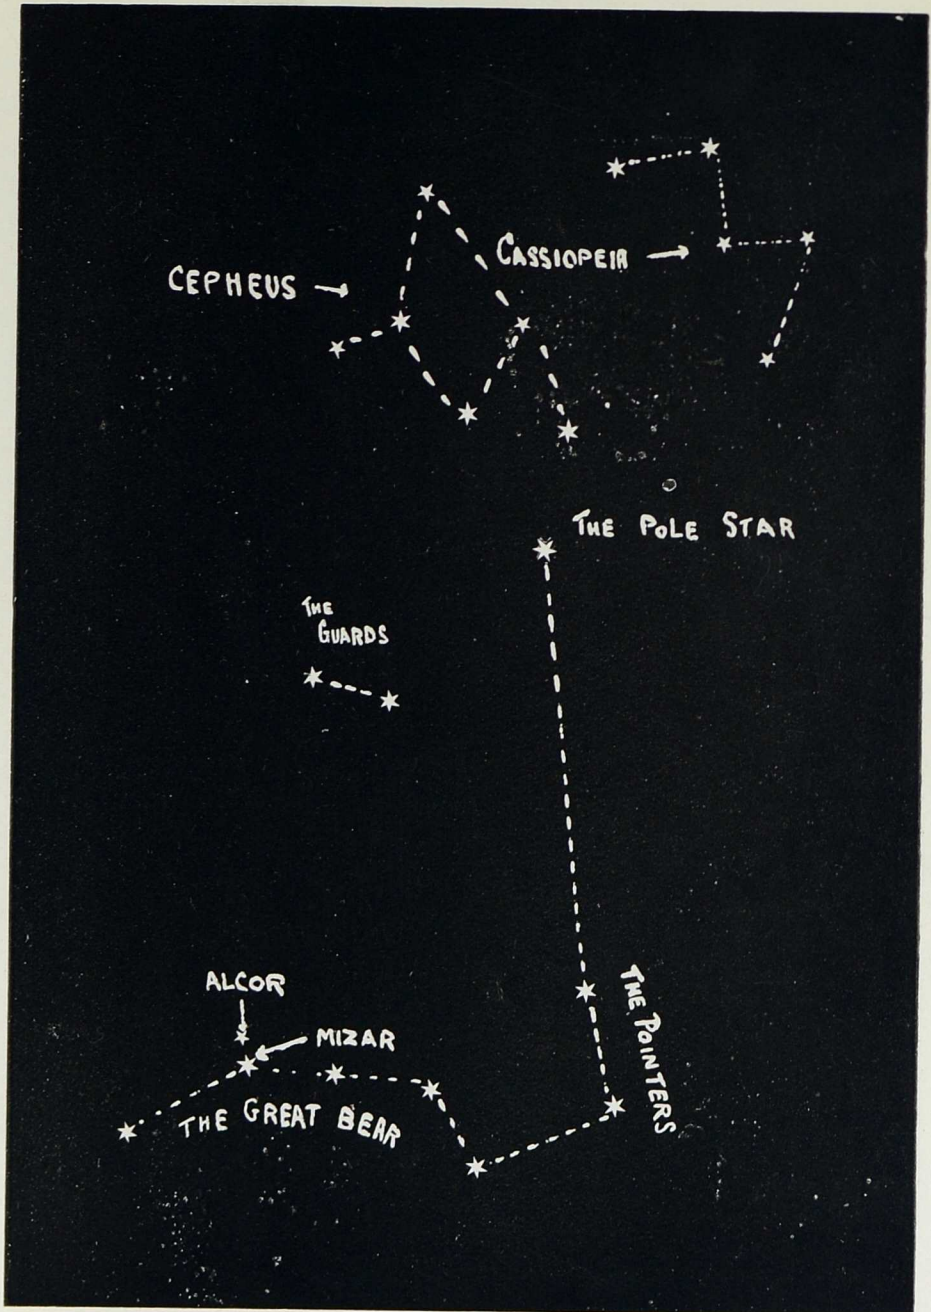 CASSIOPEIA →
CEPHEUS →
THE POLE STAR
THE
GUARDS
THE POINTERS
ALCOR
MIZAR
THE GREAT BEAR